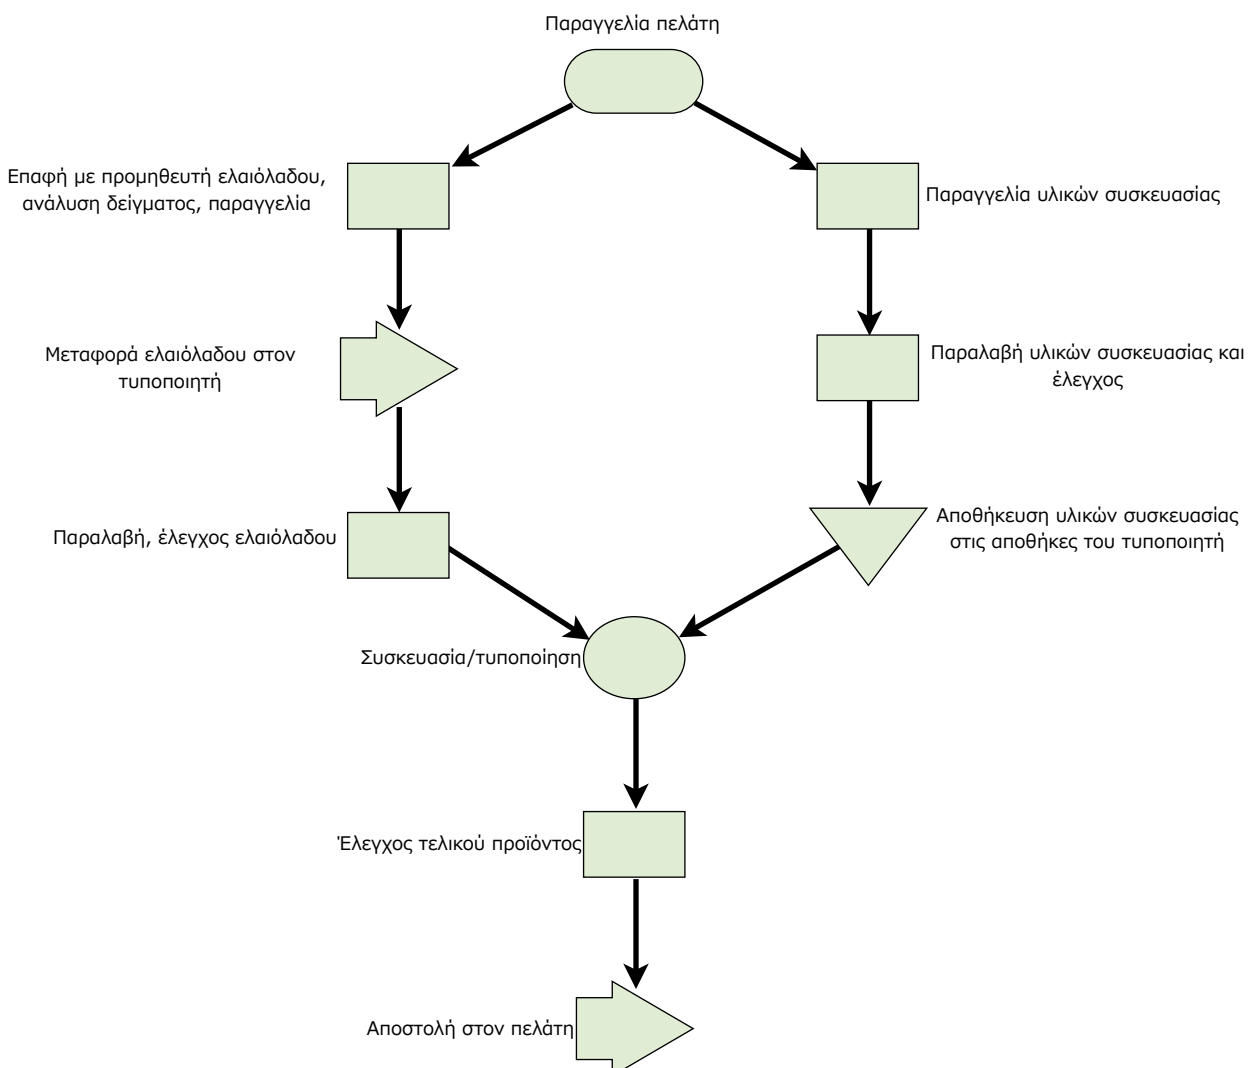 Παραγγελία πελάτη
Επαφή με προμηθευτή ελαιόλαδου,
ανάλυση δείγματος, παραγγελία
Παραγγελία υλικών συσκευασίας
Μεταφορά ελαιόλαδου στον
τυποποιητή
Παραλαβή υλικών συσκευασίας και
έλεγχος
Παραλαβή, έλεγχος ελαιόλαδου
Αποθήκευση υλικών συσκευασίας
στις αποθήκες του τυποποιητή
Συσκευασία/τυποποίηση
Έλεγχος τελικού προϊόντος
Αποστολή στον πελάτη